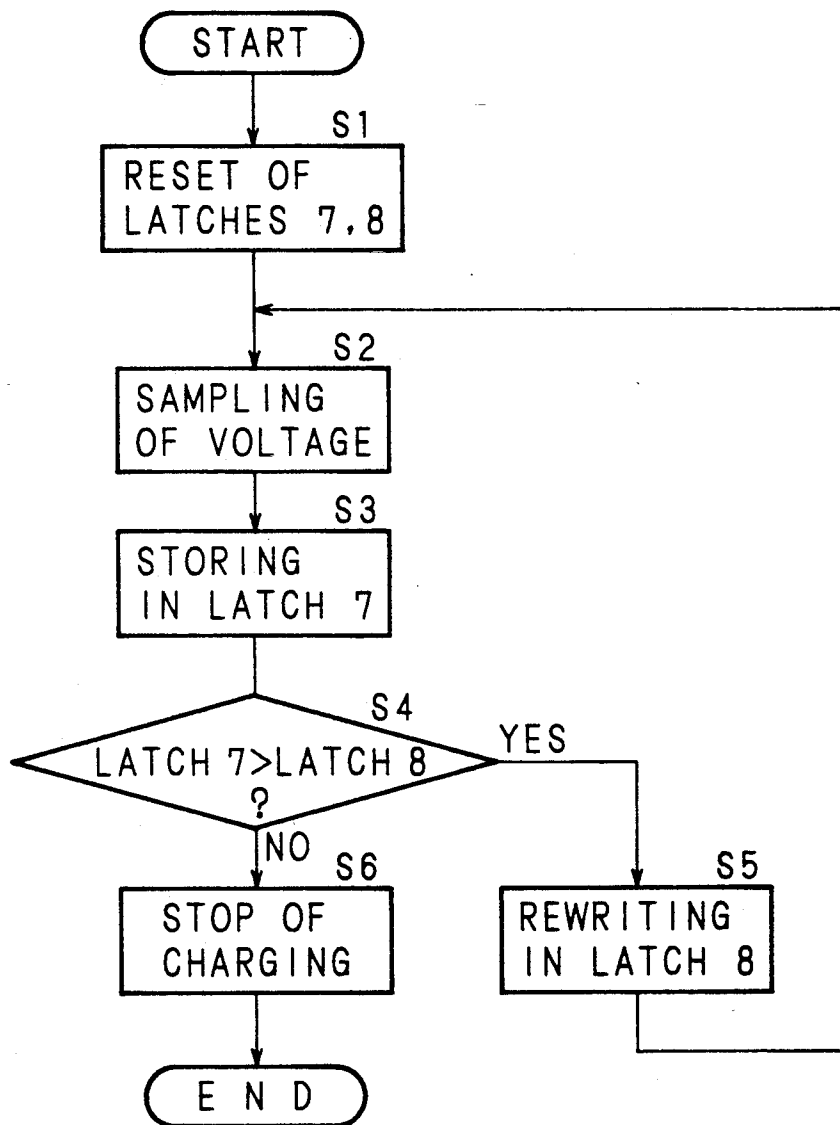 START
S1
RESET OF
LATCHES 7,8
S2
SAMPLING
OF VOLTAGE
S3
STORING
IN LATCH 7
S4
LATCH 7>LATCH 8
?
YES
NO
S6
STOP OF
CHARGING
S5
REWRITING
IN LATCH 8
END